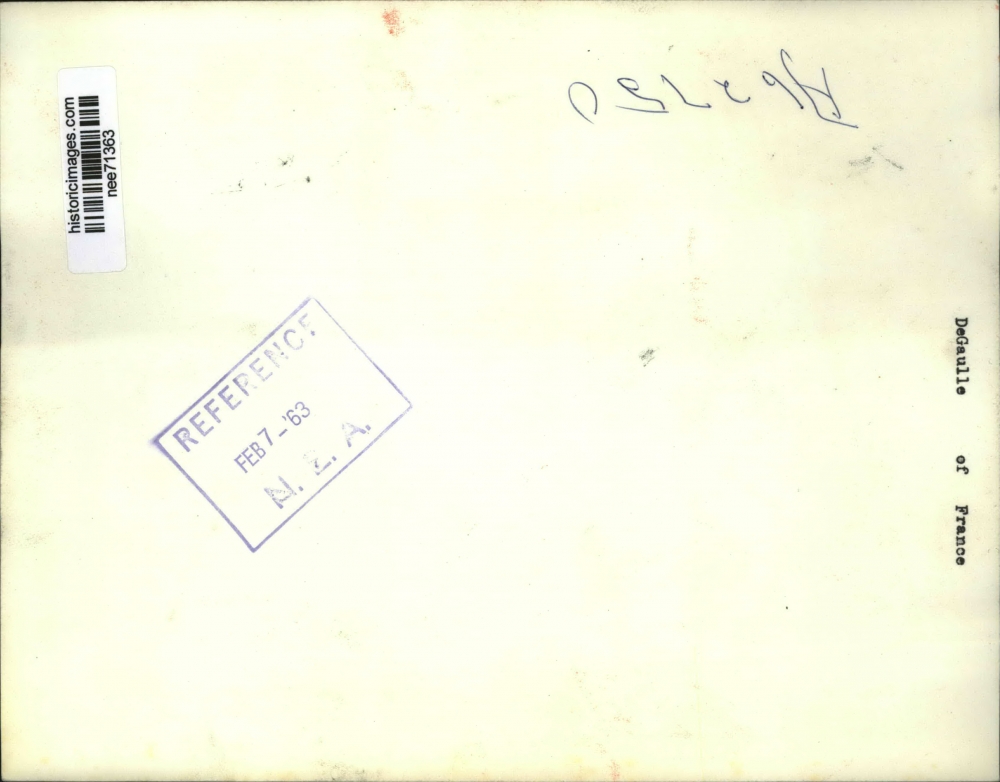 historicimages.com
nee71363
REFERENCE
FEB 7 - '63
N. E. A.
DeGaulle of France